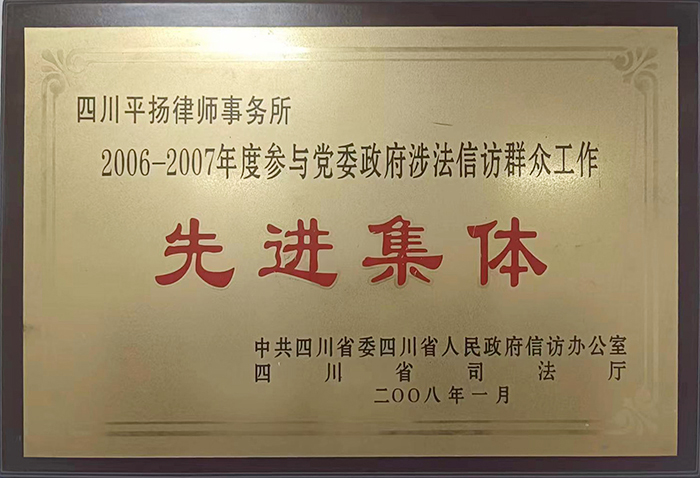 四川平扬律师事务所
2006-2007年度参与党委政府涉法信访群众工作
先进集体
中共四川省委四川省人民政府信访办公室
四川省司法厅
二〇〇八年一月